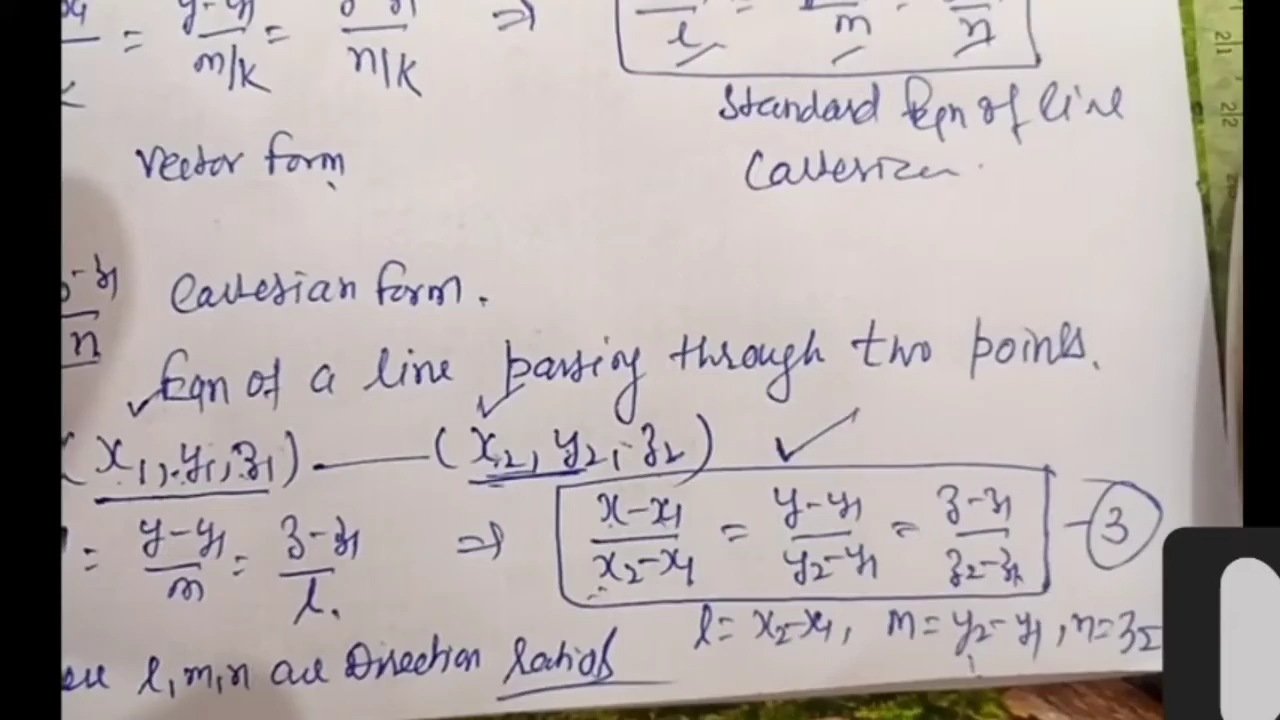 = y-y1/m/k = z-z1/n/k ⇒ l = m = n
Standard Eqn of line
vector form Cartesian.
z-z1/n Cartesian form.
✓ Eqn of a line passing through two points.
(x1, y1, z1) —— (x2, y2, z2) ✓
= y-y1/m = z-z1/l. ⇒ x-x1/x2-x1 = y-y1/y2-y1 = z-z1/z2-z1 — 3
l = x2-x1, m = y2-y1, n = z2
l, m, n are Direction Ratios